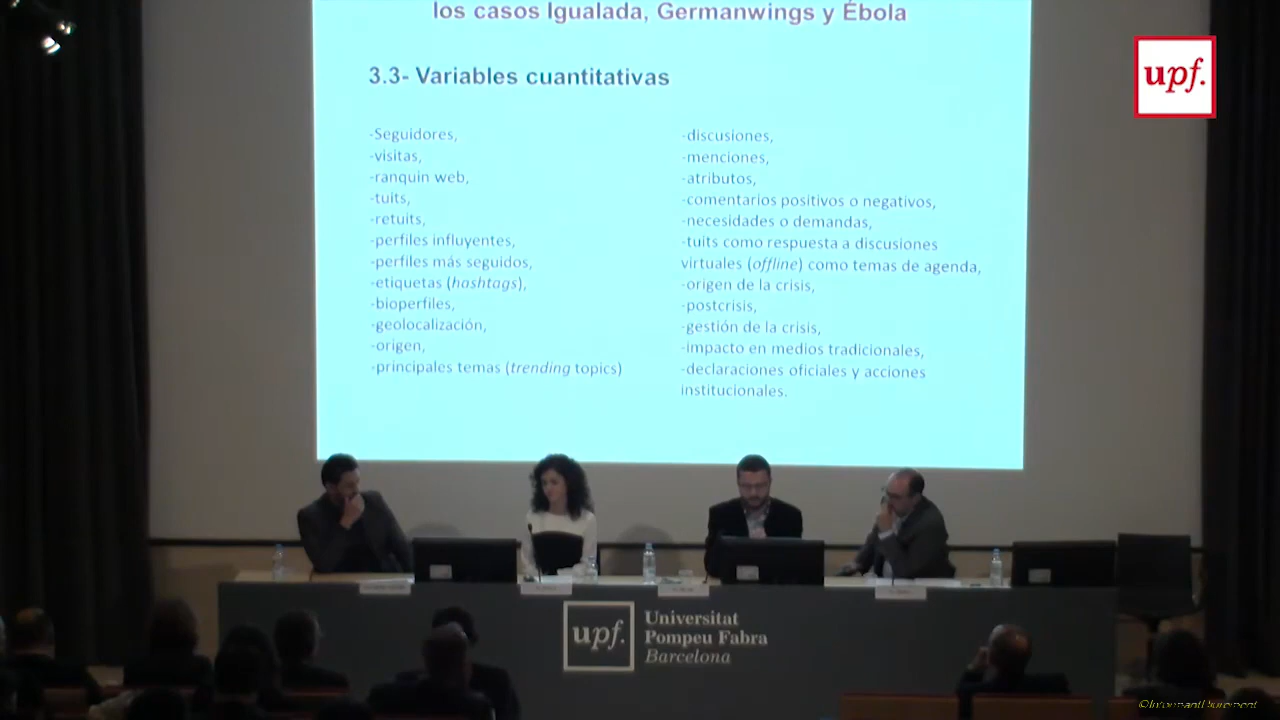 los casos Igualada, Germanwings y Ébola
3.3- Variables cuantitativas
-Seguidores,
-visitas,
-ranquin web,
-tuits,
-retuits,
-perfiles influyentes,
-perfiles más seguidos,
-etiquetas (hashtags),
-bioperfiles,
-geolocalización,
-origen,
-principales temas (trending topics)
-discusiones,
-menciones,
-atributos,
-comentarios positivos o negativos,
-necesidades o demandas,
-tuits como respuesta a discusiones
virtuales (offline) como temas de agenda,
-origen de la crisis,
-postcrisis,
-gestión de la crisis,
-impacto en medios tradicionales,
-declaraciones oficiales y acciones
institucionales.
upf.
upf.
Universitat
Pompeu Fabra
Barcelona